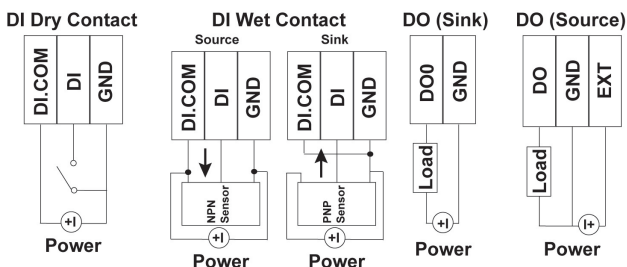 DI Dry Contact
DI.COM
DI
GND
Power
DI Wet Contact
Source
DI.COM
DI
GND
NPN
Sensor
Power
Sink
DI.COM
DI
GND
PNP
Sensor
Power
DO (Sink)
DO0
GND
Load
Power
DO (Source)
DO
GND
EXT
Load
Power